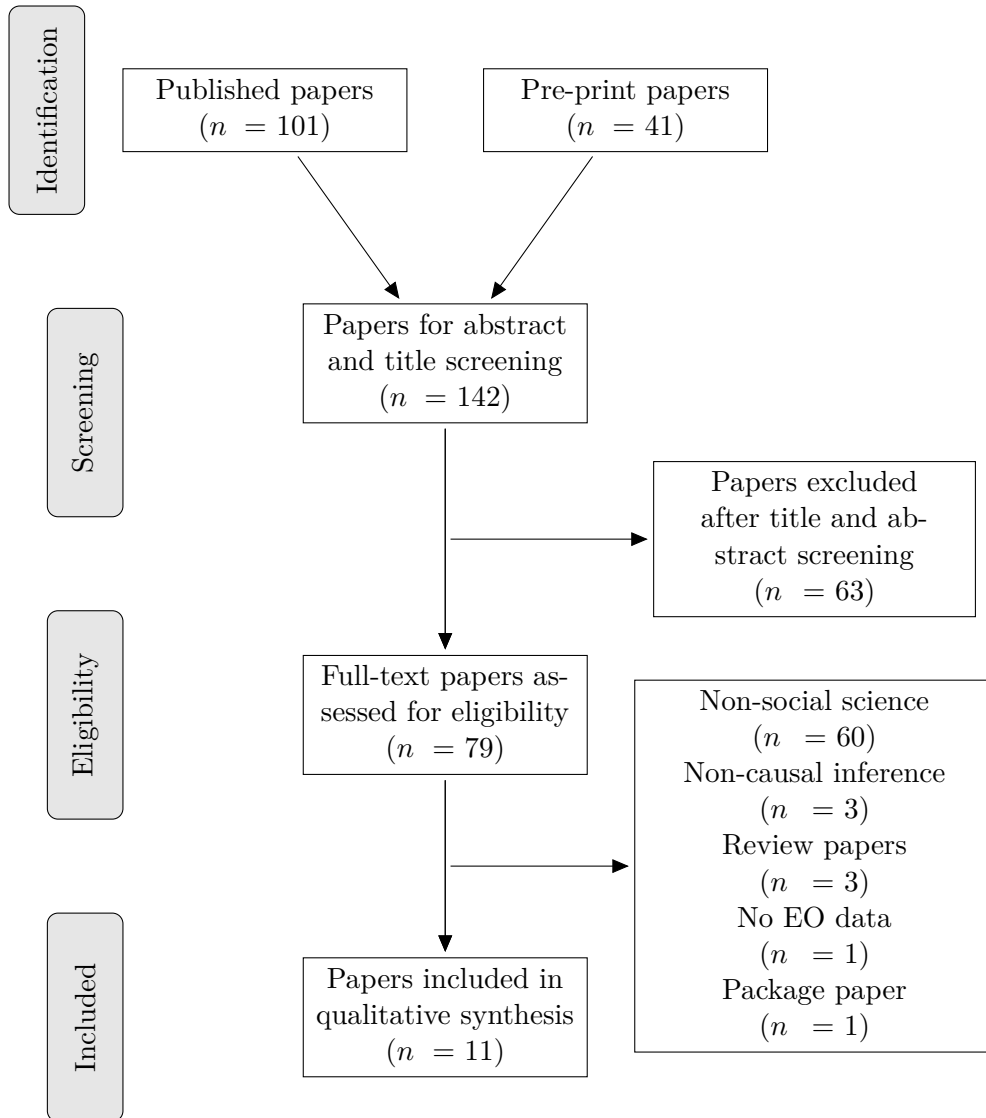 Identification
Published papers
(n = 101)
Pre-print papers
(n = 41)
Screening
Papers for abstract
and title screening
(n = 142)
Papers excluded
after title and ab-
stract screening
(n = 63)
Eligibility
Full-text papers as-
sessed for eligibility
(n = 79)
Non-social science
(n = 60)
Non-causal inference
(n = 3)
Review papers
(n = 3)
No EO data
(n = 1)
Package paper
(n = 1)
Included
Papers included in
qualitative synthesis
(n = 11)